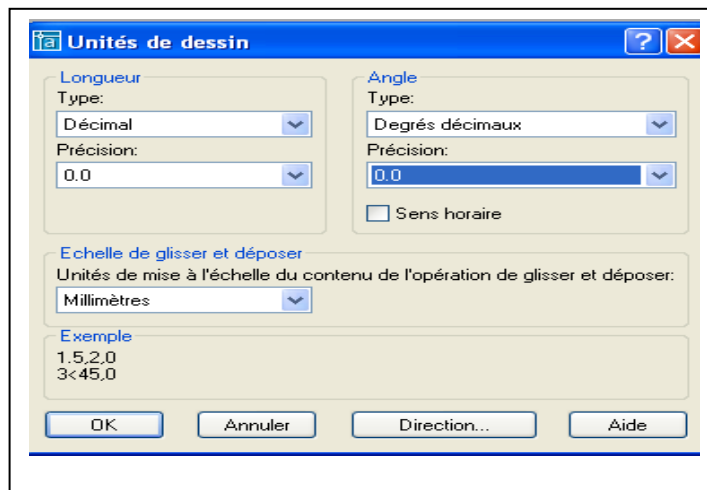 Unités de dessin
Longueur
Type:
Décimal
Précision:
0.0
Angle
Type:
Degrés décimaux
Précision:
0.0
Sens horaire
Echelle de glisser et déposer
Unités de mise à l'échelle du contenu de l'opération de glisser et déposer:
Millimètres
Exemple
1.5,2,0
3<45,0
OK
Annuler
Direction...
Aide